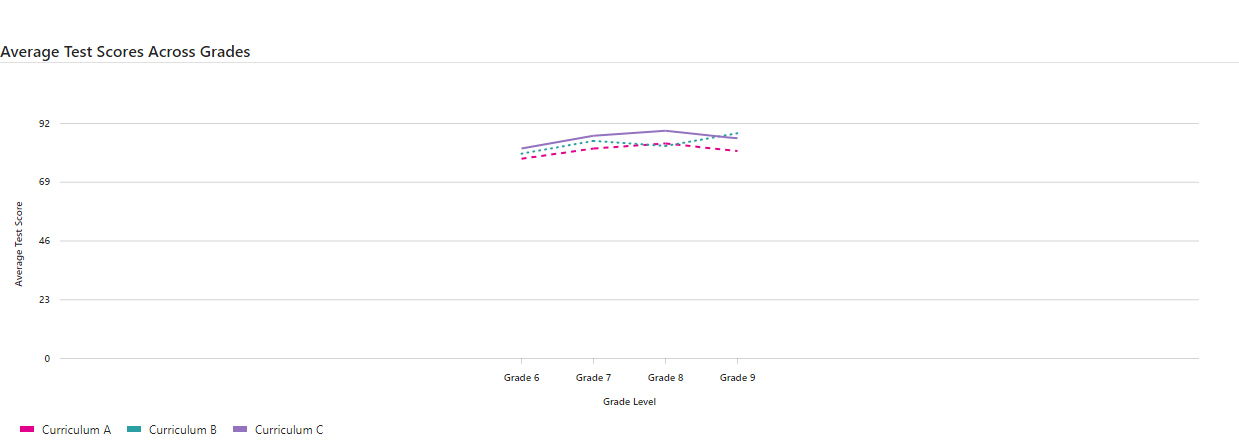 Average Test Scores Across Grades
92
69
46
23
0
Average Test Score
Grade 6 Grade 7 Grade 8 Grade 9
Grade Level
Curriculum A Curriculum B Curriculum C